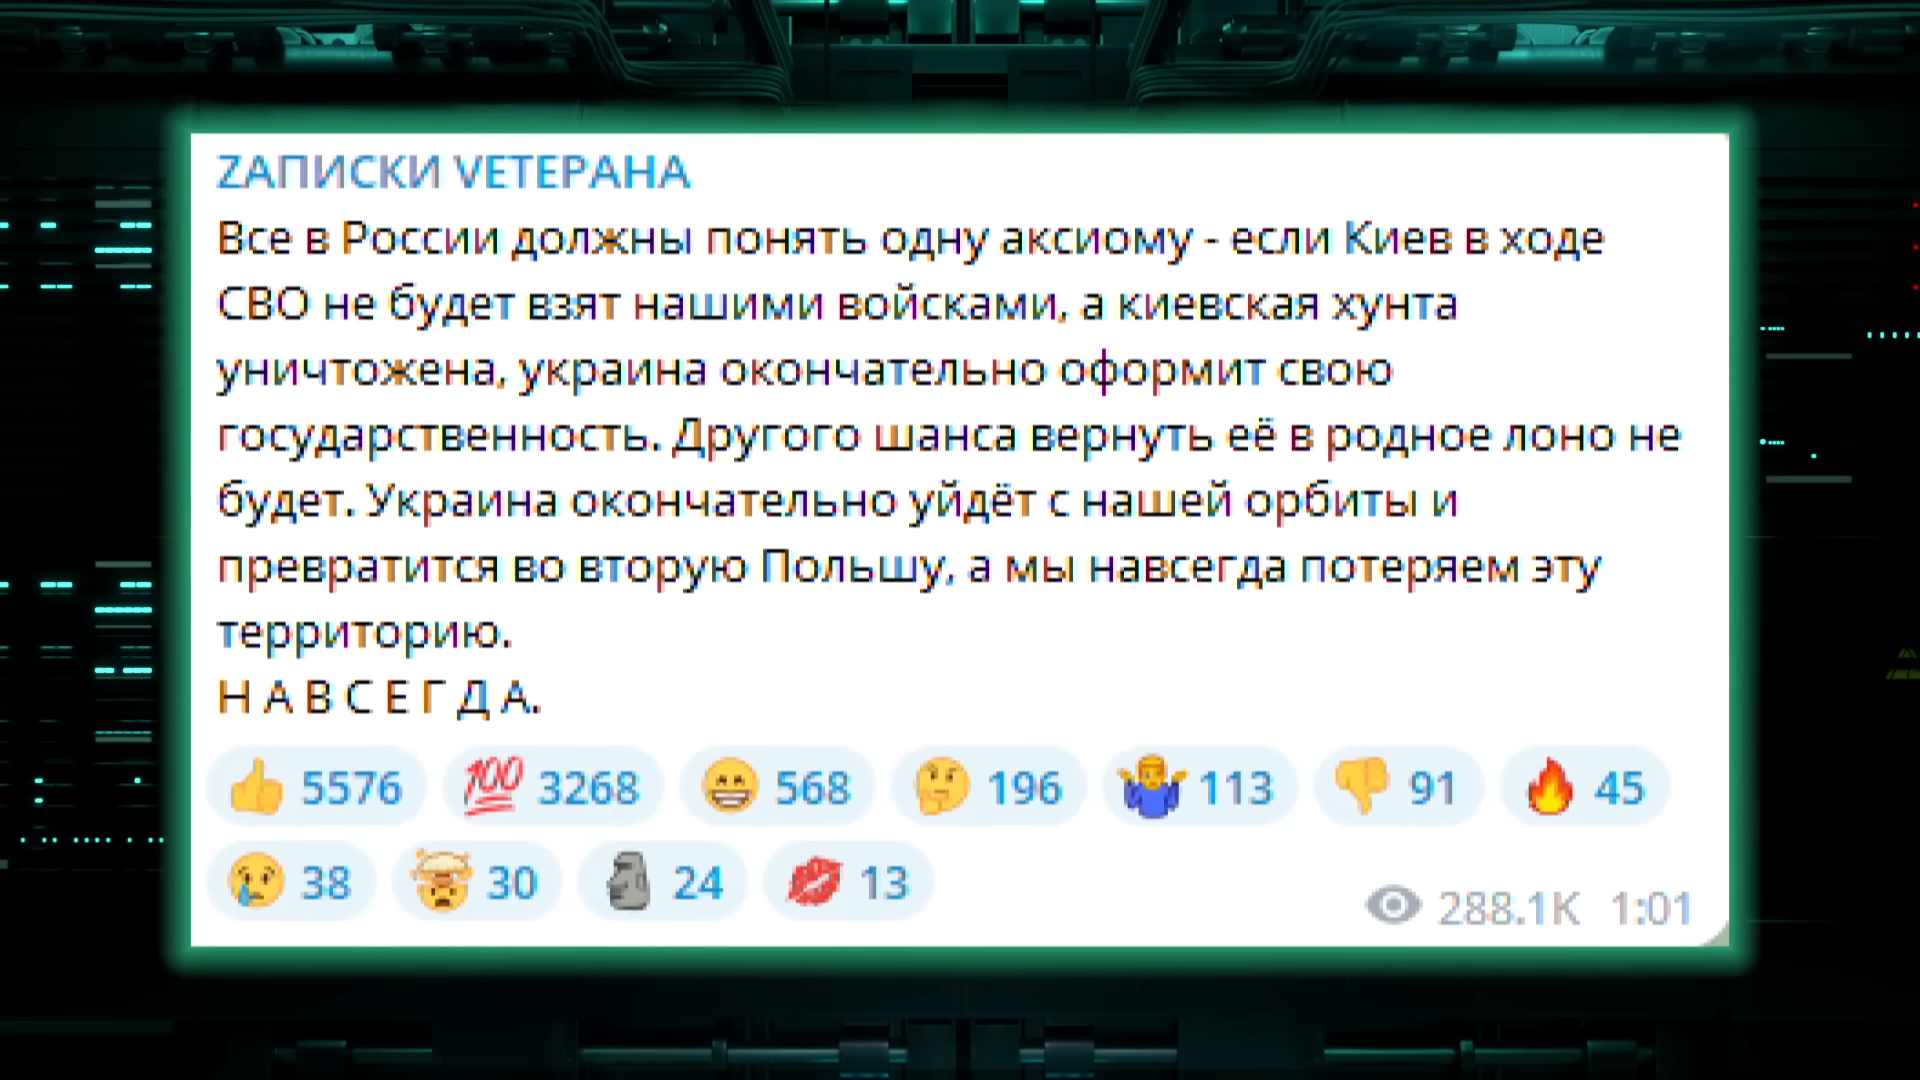 ZАПИСКИ VЕТЕРАНА
Все в России должны понять одну аксиому - если Киев в ходе
СВО не будет взят нашими войсками, а киевская хунта
уничтожена, украина окончательно оформит свою
государственность. Другого шанса вернуть её в родное лоно не
будет. Украина окончательно уйдёт с нашей орбиты и
превратится во вторую Польшу, а мы навсегда потеряем эту
территорию.
Н А В С Е Г Д А.
👍 5576 💯 3268 😁 568 🤔 196 🤷‍♂️ 113 👎 91 🔥 45
😢 38 🤯 30 🗿 24 💋 13
288.1K 1:01